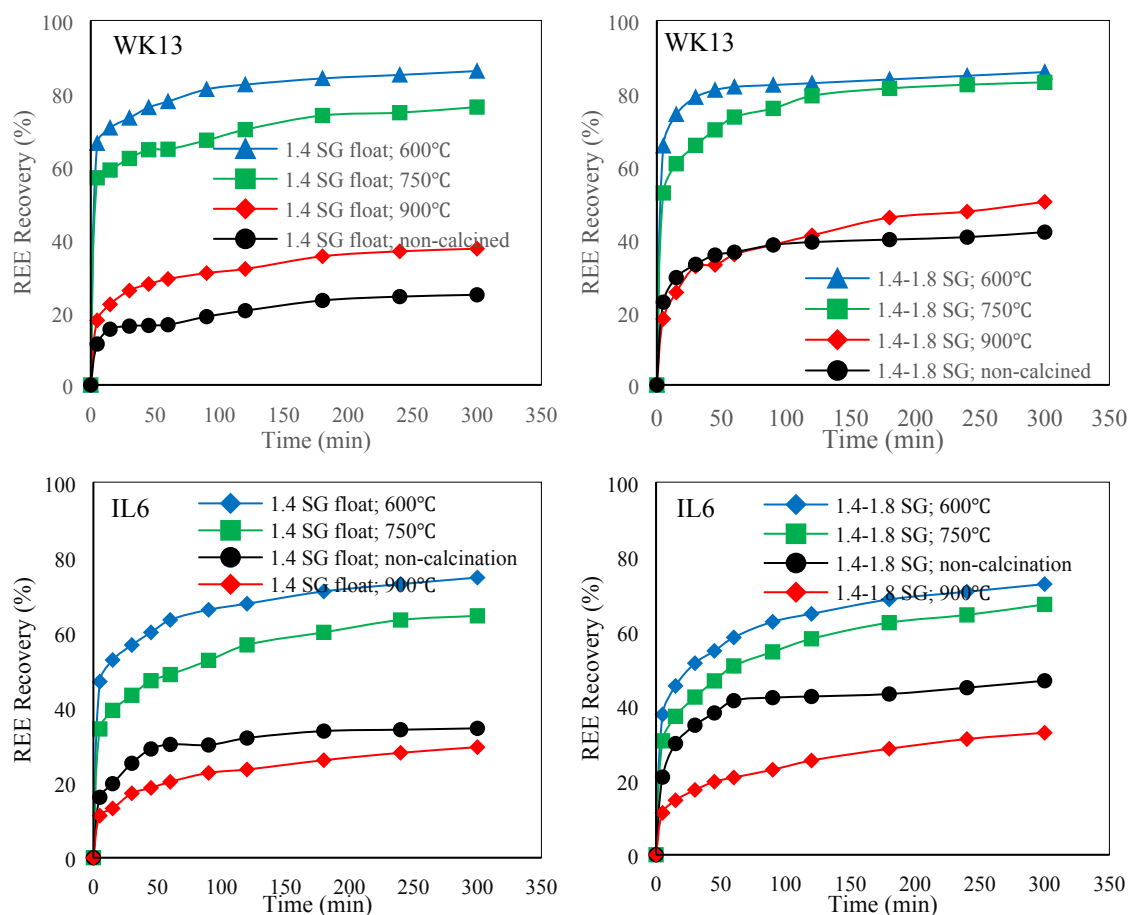 WK13
REE Recovery (%)
100
80
60
40
20
0
1.4 SG float; 600℃
1.4 SG float; 750℃
1.4 SG float; 900℃
1.4 SG float; non-calcined
0 50 100 150 200 250 300 350
Time (min)
WK13
REE Recovery (%)
100
80
60
40
20
0
1.4-1.8 SG; 600℃
1.4-1.8 SG; 750℃
1.4-1.8 SG; 900℃
1.4-1.8 SG; non-calcined
0 50 100 150 200 250 300 350
Time (min)
IL6
REE Recovery (%)
100
80
60
40
20
0
1.4 SG float; 600℃
1.4 SG float; 750℃
1.4 SG float; non-calcination
1.4 SG float; 900℃
0 50 100 150 200 250 300 350
Time (min)
IL6
REE Recovery (%)
100
80
60
40
20
0
1.4-1.8 SG; 600℃
1.4-1.8 SG; 750℃
1.4-1.8 SG; non-calcination
1.4-1.8 SG; 900℃
0 50 100 150 200 250 300 350
Time (min)